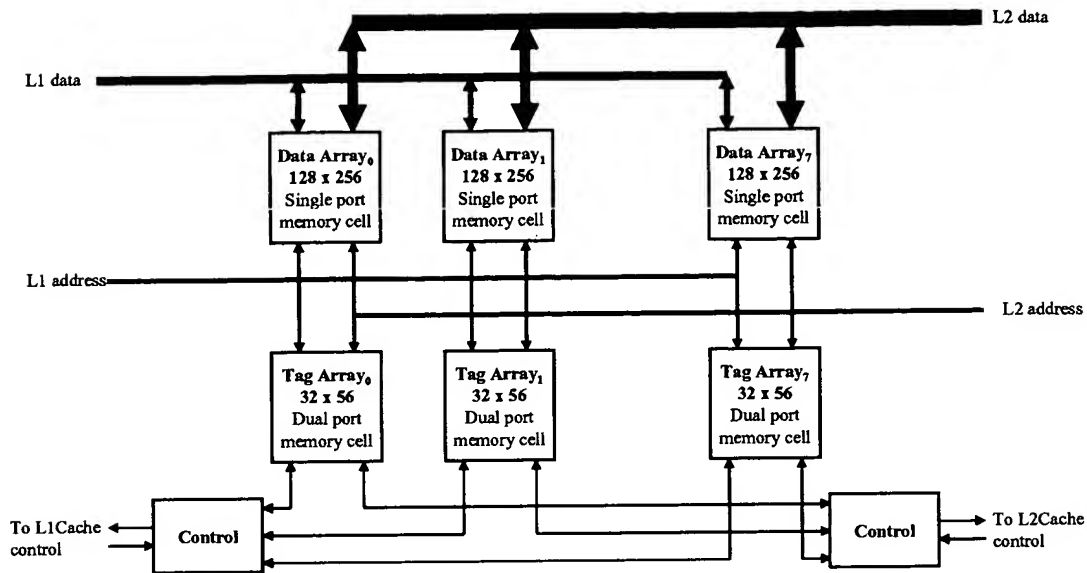 L2 data
L1 data
Data Array₀
128 x 256
Single port
memory cell
Data Array₁
128 x 256
Single port
memory cell
Data Array₇
128 x 256
Single port
memory cell
L1 address
L2 address
Tag Array₀
32 x 56
Dual port
memory cell
Tag Array₁
32 x 56
Dual port
memory cell
Tag Array₇
32 x 56
Dual port
memory cell
To L1Cache
control
Control
Control
To L2Cache
control